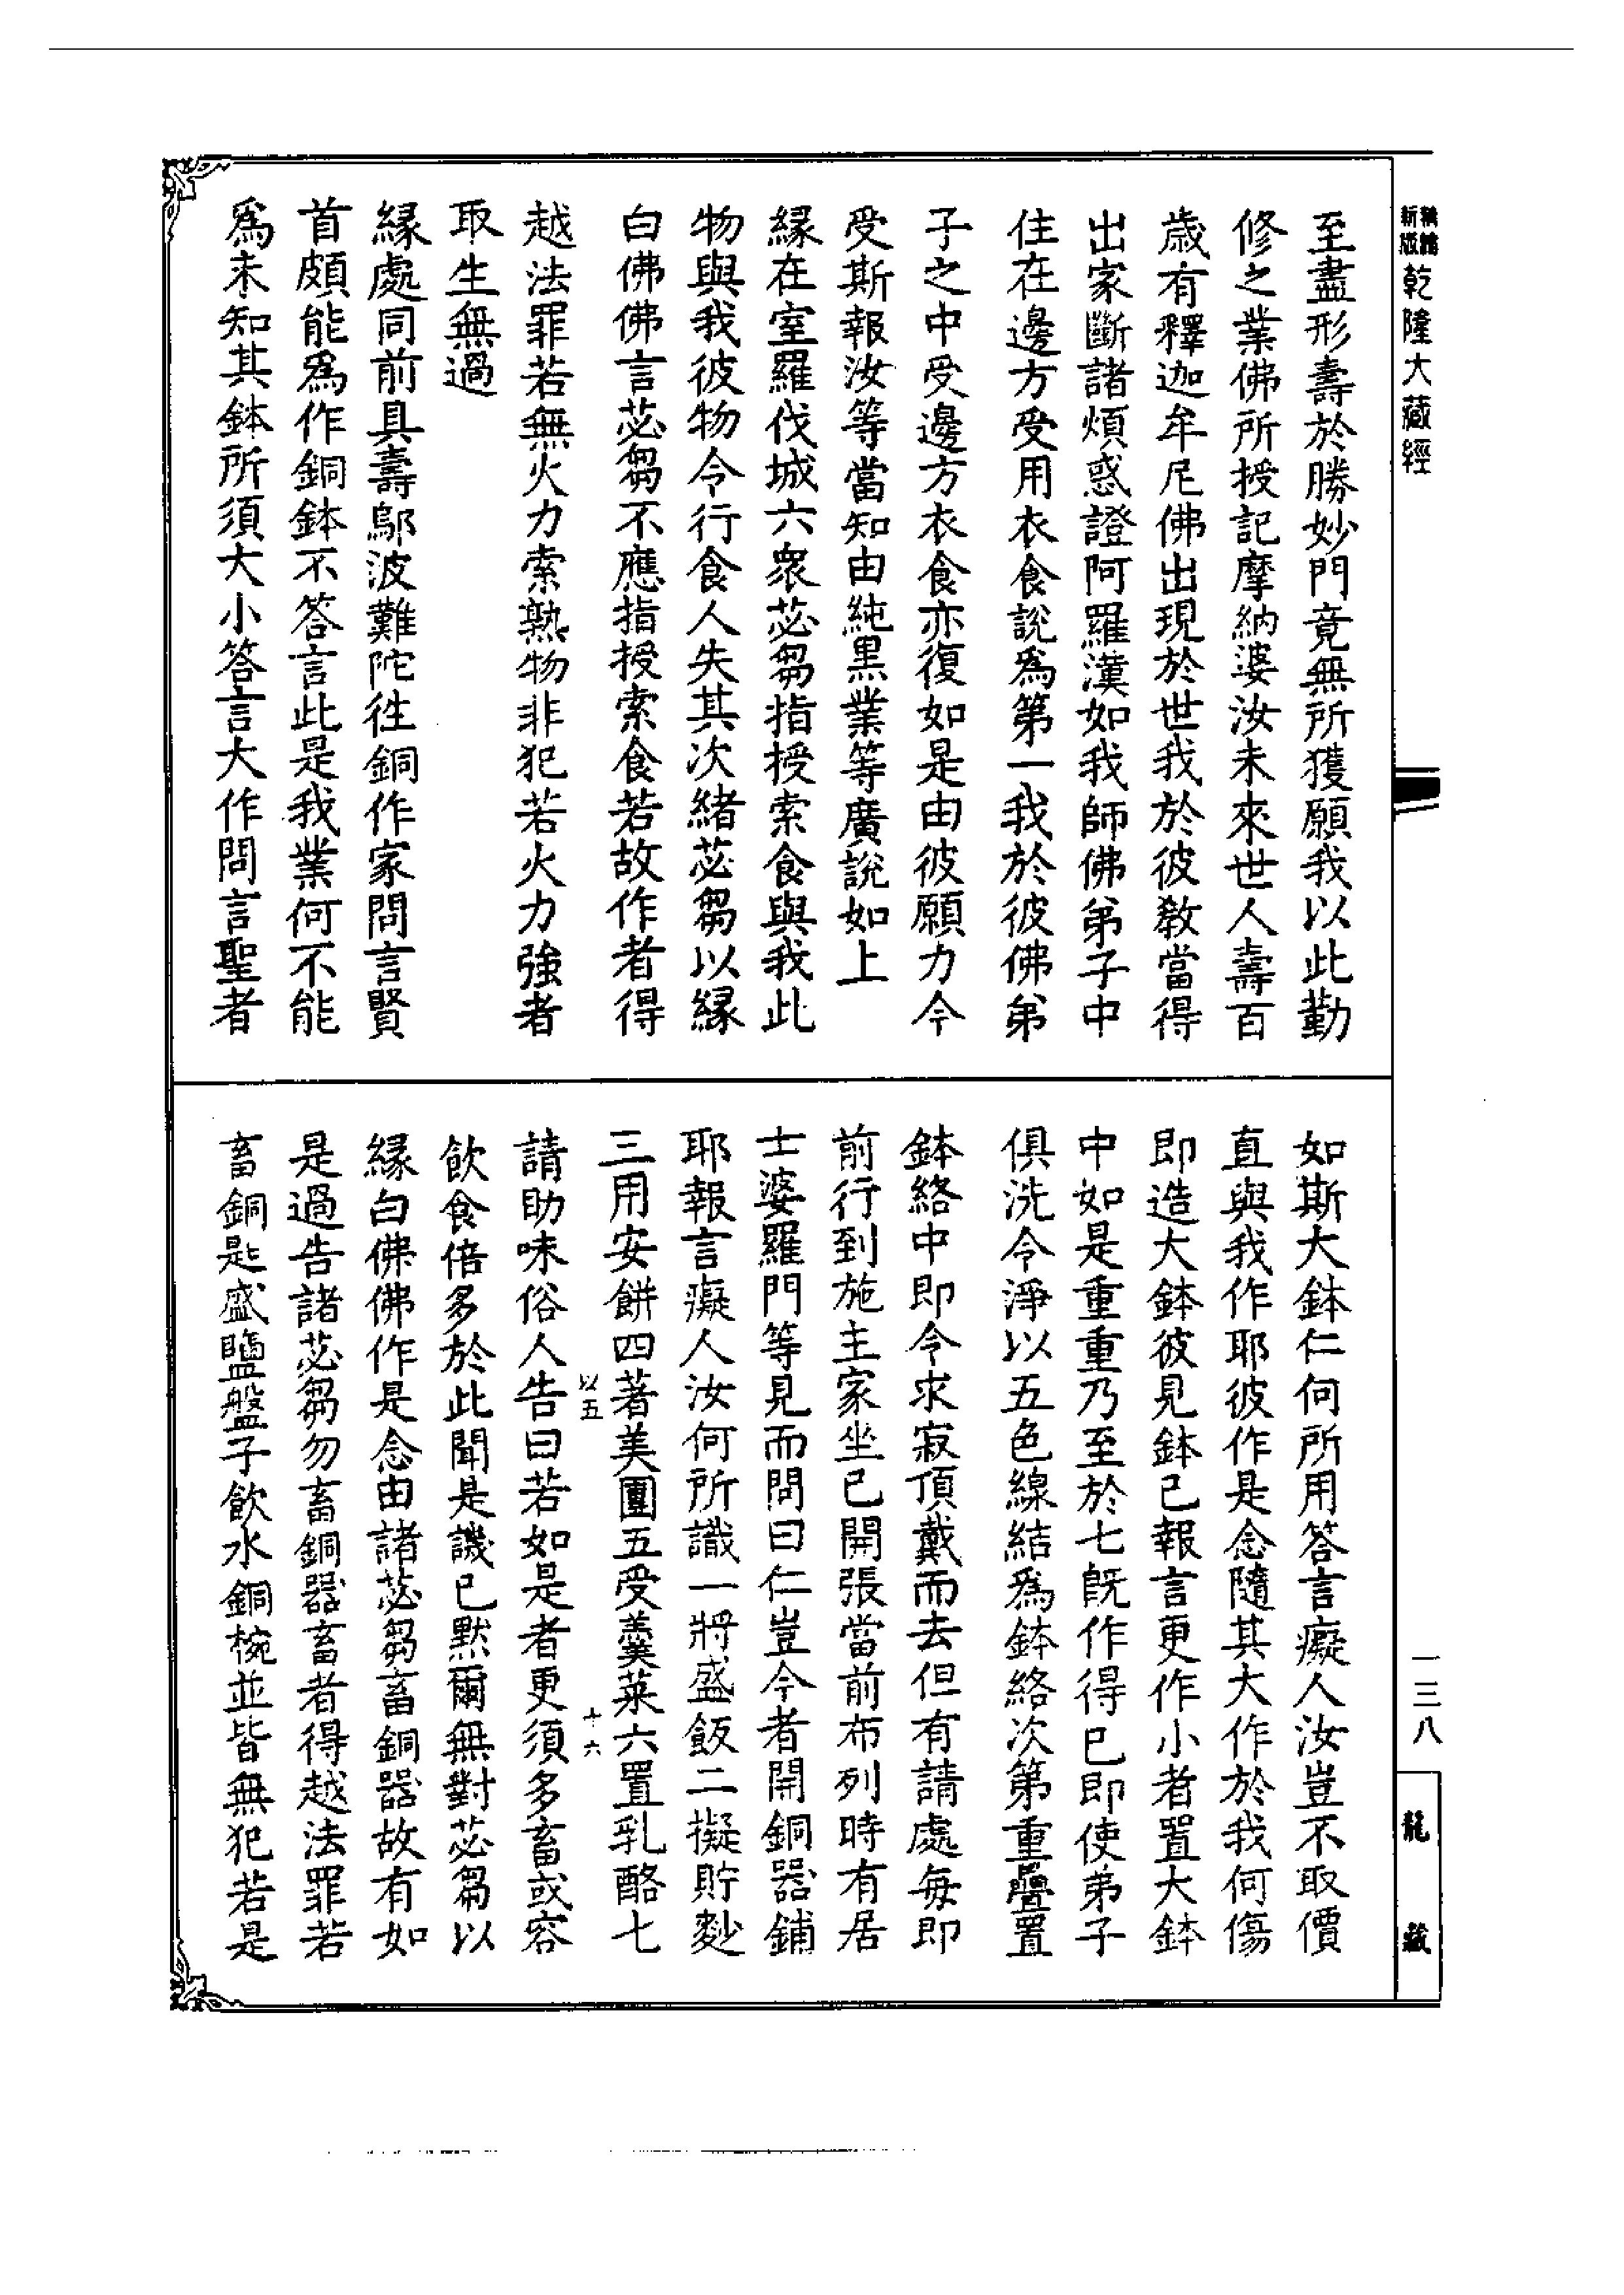 新編縮版乾隆大藏經
至盡形壽於勝妙門竟無所獲願我以此勤
修之業佛所授記摩納婆汝未來世人壽百
歲有釋迦牟尼佛出現於世我於彼教當得
出家斷諸煩惑證阿羅漢如我師佛弟子中
住在邊方受用衣食說為第一我於彼佛弟
子之中受邊方衣食亦復如是由彼願力今
受斯報汝等當知由純黑業等廣說如上
緣在室羅伐城六眾苾芻指授索食與我此
物與我彼物令行食人失其次緒苾芻以緣
白佛佛言苾芻不應指授索食若故作者得
越法罪若無火力索熟物非犯若火力強者
取生無過
緣處同前具壽鄔波難陀往銅作家問言賢
首頗能為作銅鉢不答言此是我業何不能
為未知其鉢所須大小答言大作問言聖者
如斯大鉢仁何所用答言癡人汝豈不取價
直與我作耶彼作是念隨其大作於我何傷
即造大鉢彼見鉢已報言更作小者置大鉢
中如是重重乃至於七既作得已即使弟子
俱洗令淨以五色線結為鉢絡次第重疊置
鉢絡中即令求寂頂戴而去但有請處每即
前行到施主家坐已開張當前布列時有居
士婆羅門等見而問曰仁豈今者開銅器鋪
耶報言癡人汝何所識一將盛飯二擬貯麨
三用安餅四著美團五受羹菜六置乳酪七
以五 十六
請助味俗人告曰若如是者更須多畜或容
飲食倍多於此聞是譏已默爾無對苾芻以
緣白佛佛作是念由諸苾芻畜銅器故有如
是過告諸苾芻勿畜銅器畜者得越法罪若
畜銅匙盛鹽盤子飲水銅椀並皆無犯若是
一三八
龍藏